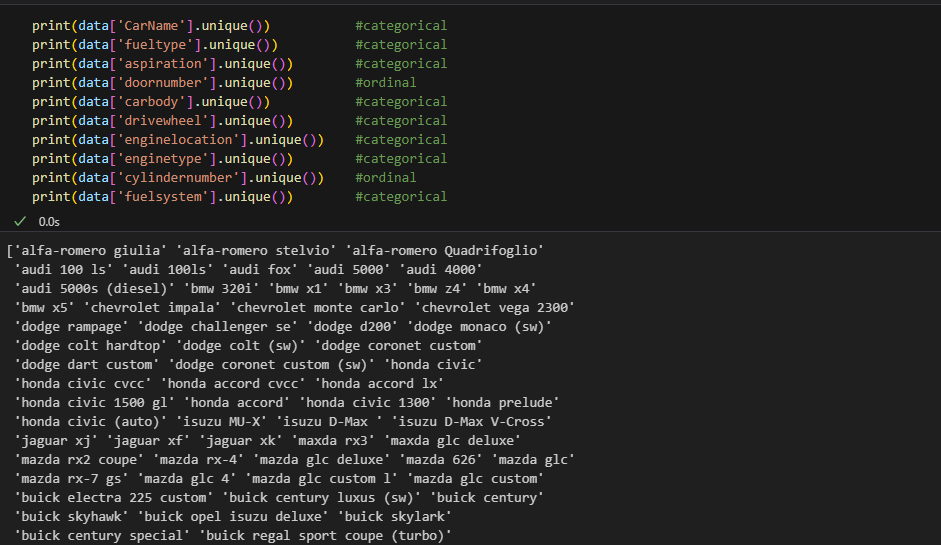 print(data['CarName'].unique()) #categorical
print(data['fueltype'].unique()) #categorical
print(data['aspiration'].unique()) #categorical
print(data['doornumber'].unique()) #ordinal
print(data['carbody'].unique()) #categorical
print(data['drivewheel'].unique()) #categorical
print(data['enginelocation'].unique()) #categorical
print(data['enginetype'].unique()) #categorical
print(data['cylindernumber'].unique()) #ordinal
print(data['fuelsystem'].unique()) #categorical
0.0s
['alfa-romero giulia' 'alfa-romero stelvio' 'alfa-romero Quadrifoglio'
'audi 100 ls' 'audi 100ls' 'audi fox' 'audi 5000' 'audi 4000'
'audi 5000s (diesel)' 'bmw 320i' 'bmw x1' 'bmw x3' 'bmw z4' 'bmw x4'
'bmw x5' 'chevrolet impala' 'chevrolet monte carlo' 'chevrolet vega 2300'
'dodge rampage' 'dodge challenger se' 'dodge d200' 'dodge monaco (sw)'
'dodge colt hardtop' 'dodge colt (sw)' 'dodge coronet custom'
'dodge dart custom' 'dodge coronet custom (sw)' 'honda civic'
'honda civic cvcc' 'honda accord cvcc' 'honda accord lx'
'honda civic 1500 gl' 'honda accord' 'honda civic 1300' 'honda prelude'
'honda civic (auto)' 'isuzu MU-X' 'isuzu D-Max ' 'isuzu D-Max V-Cross'
'jaguar xj' 'jaguar xf' 'jaguar xk' 'maxda rx3' 'maxda glc deluxe'
'mazda rx2 coupe' 'mazda rx-4' 'mazda glc deluxe' 'mazda 626' 'mazda glc'
'mazda rx-7 gs' 'mazda glc 4' 'mazda glc custom l' 'mazda glc custom'
'buick electra 225 custom' 'buick century luxus (sw)' 'buick century'
'buick skyhawk' 'buick opel isuzu deluxe' 'buick skylark'
'buick century special' 'buick regal sport coupe (turbo)'